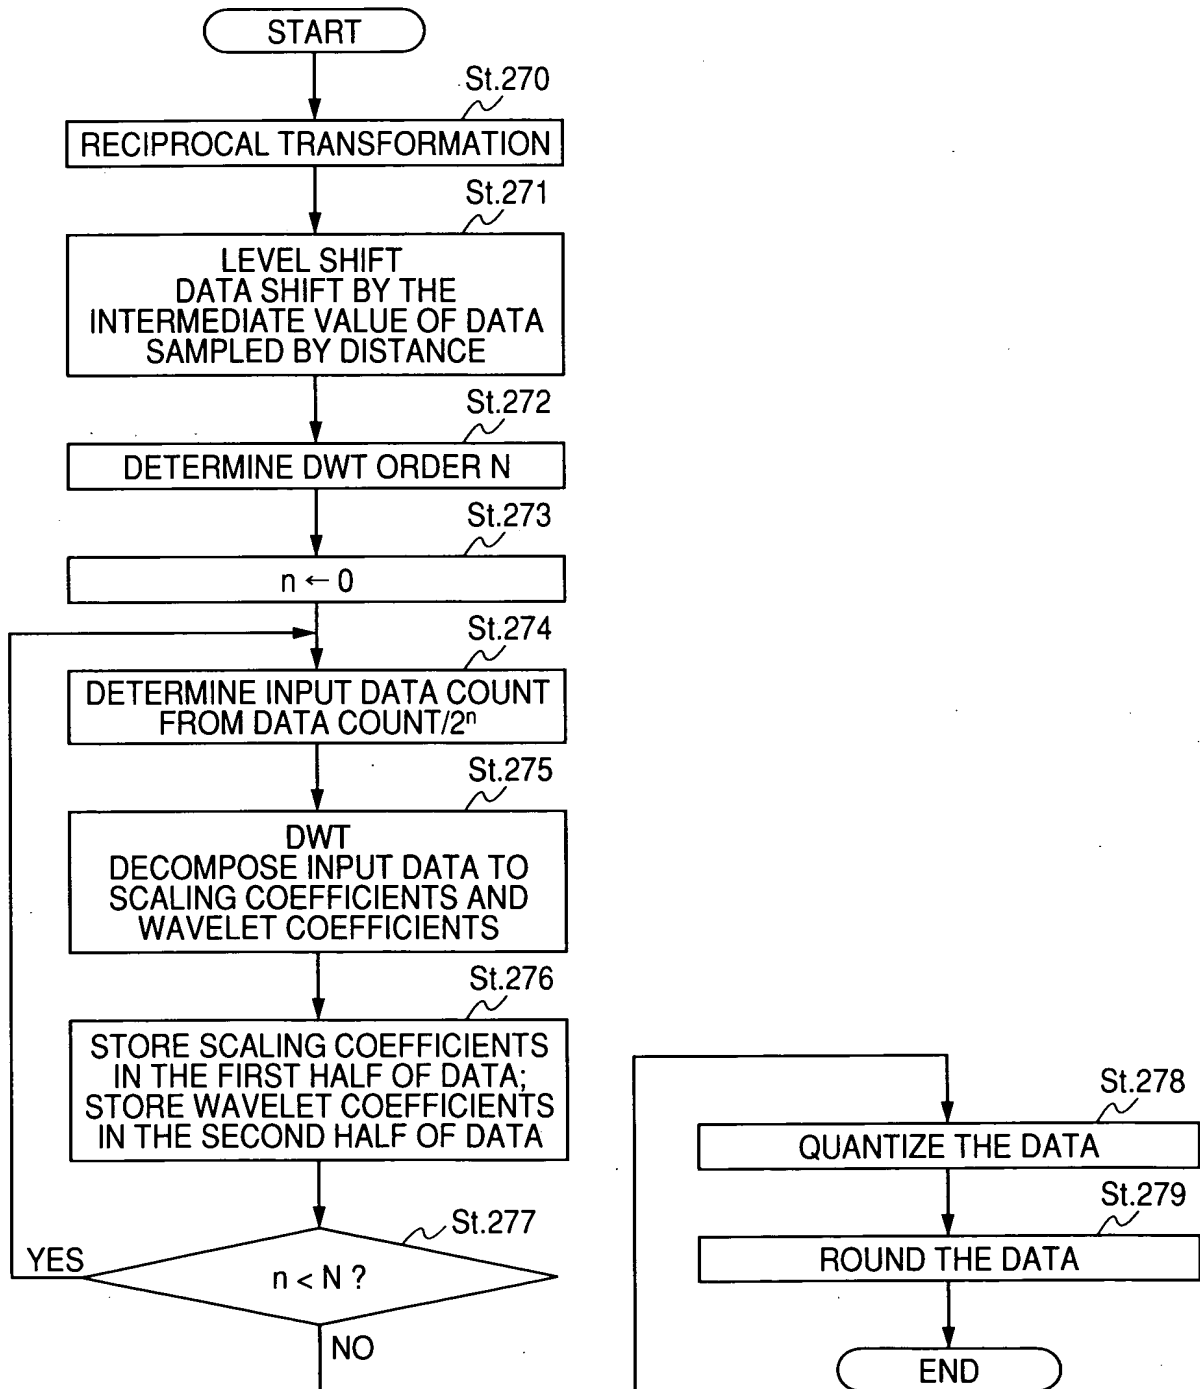 START
St.270
RECIPROCAL TRANSFORMATION
St.271
LEVEL SHIFT
DATA SHIFT BY THE
INTERMEDIATE VALUE OF DATA
SAMPLED BY DISTANCE
St.272
DETERMINE DWT ORDER N
St.273
n ← 0
St.274
DETERMINE INPUT DATA COUNT
FROM DATA COUNT/2ⁿ
St.275
DWT
DECOMPOSE INPUT DATA TO
SCALING COEFFICIENTS AND
WAVELET COEFFICIENTS
St.276
STORE SCALING COEFFICIENTS
IN THE FIRST HALF OF DATA;
STORE WAVELET COEFFICIENTS
IN THE SECOND HALF OF DATA
St.277
YES
n < N ?
NO
St.278
QUANTIZE THE DATA
St.279
ROUND THE DATA
END